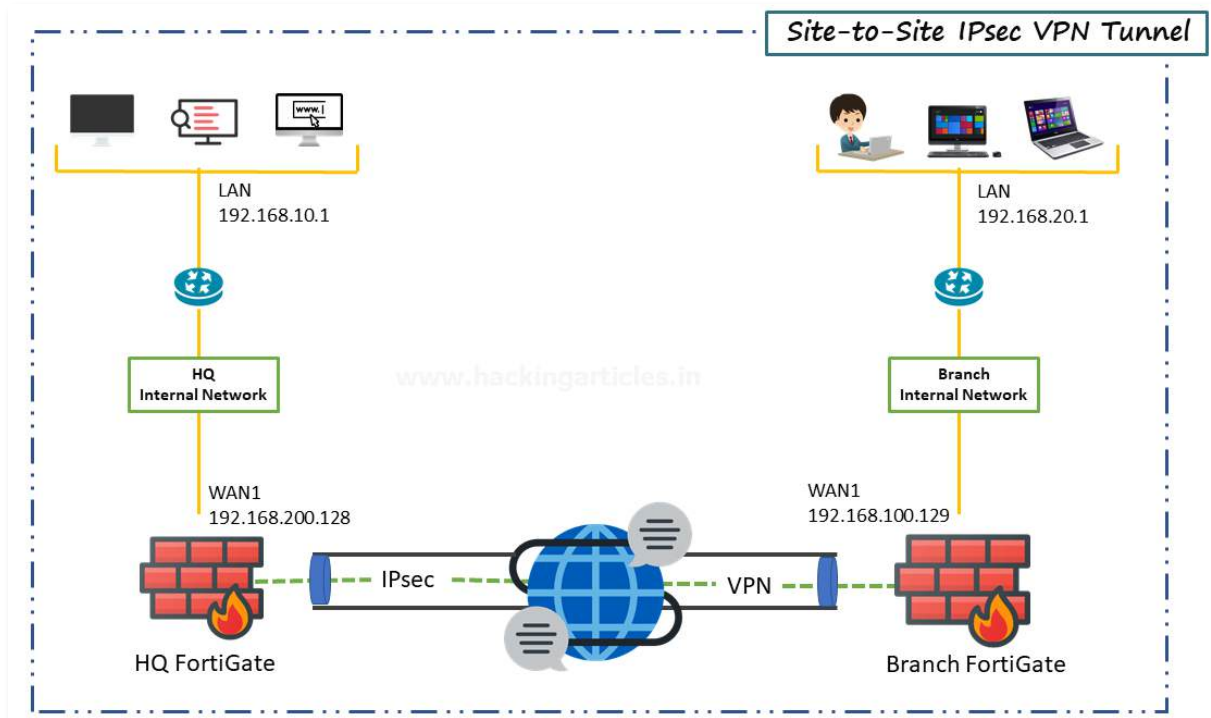 Site-to-Site IPsec VPN Tunnel
www.
LAN
192.168.10.1
LAN
192.168.20.1
HQ
Internal Network
www.hackingarticles.in
Branch
Internal Network
WAN1
192.168.200.128
WAN1
192.168.100.129
IPsec
VPN
HQ FortiGate
Branch FortiGate